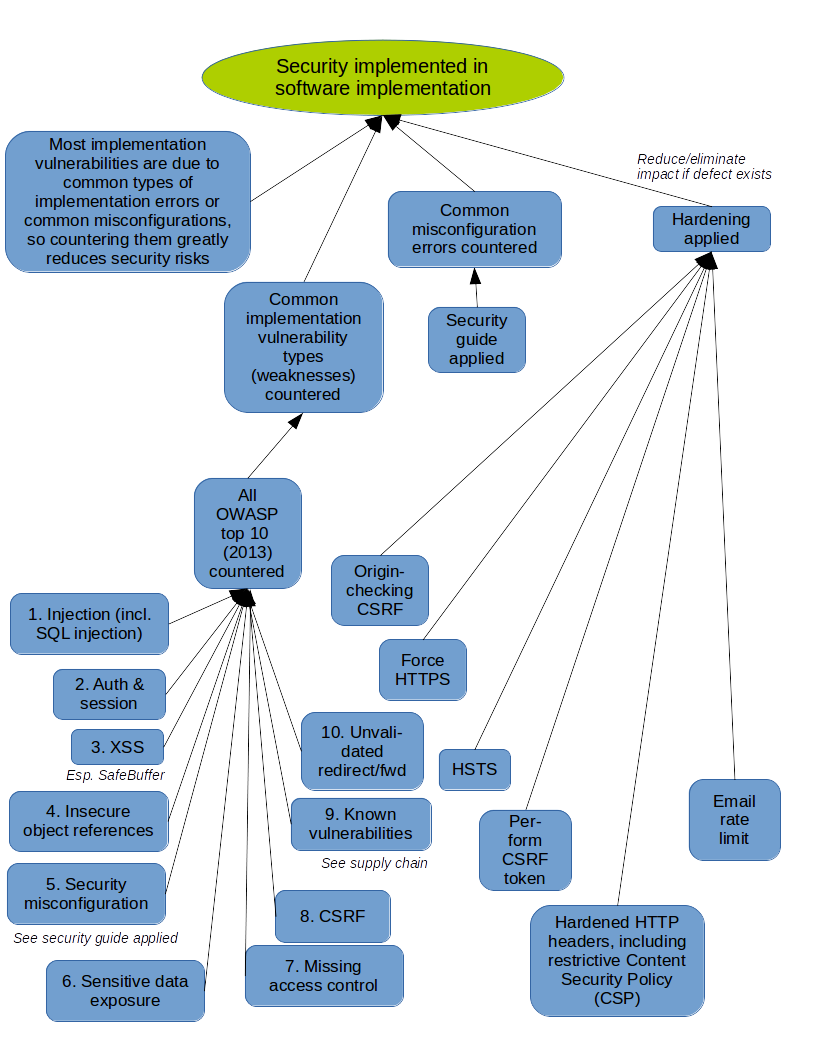 Security implemented in
software implementation
Most implementation
vulnerabilities are due to
common types of
implementation errors or
common misconfigurations,
so countering them greatly
reduces security risks
Reduce/eliminate
impact if defect exists
Common
misconfiguration
errors countered
Hardening
applied
Common
implementation
vulnerability
types
(weaknesses)
countered
Security
guide
applied
All
OWASP
top 10
(2013)
countered
Origin-
checking
CSRF
1. Injection (incl.
SQL injection)
Force
HTTPS
2. Auth &
session
10. Unvali-
dated
redirect/fwd
3. XSS
Esp. SafeBuffer
HSTS
Email
rate
limit
4. Insecure
object references
9. Known
vulnerabilities
See supply chain
Per-
form
CSRF
token
5. Security
misconfiguration
See security guide applied
8. CSRF
Hardened HTTP
headers, including
restrictive Content
Security Policy
(CSP)
7. Missing
access control
6. Sensitive data
exposure